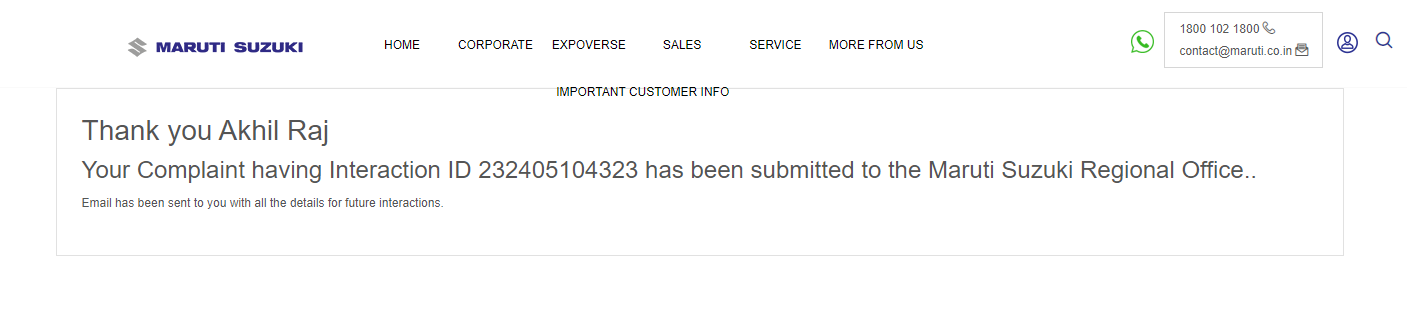 MARUTI SUZUKI
HOME CORPORATE EXPOVERSE SALES SERVICE MORE FROM US
IMPORTANT CUSTOMER INFO
1800 102 1800
contact@maruti.co.in
Thank you Akhil Raj
Your Complaint having Interaction ID 232405104323 has been submitted to the Maruti Suzuki Regional Office..
Email has been sent to you with all the details for future interactions.